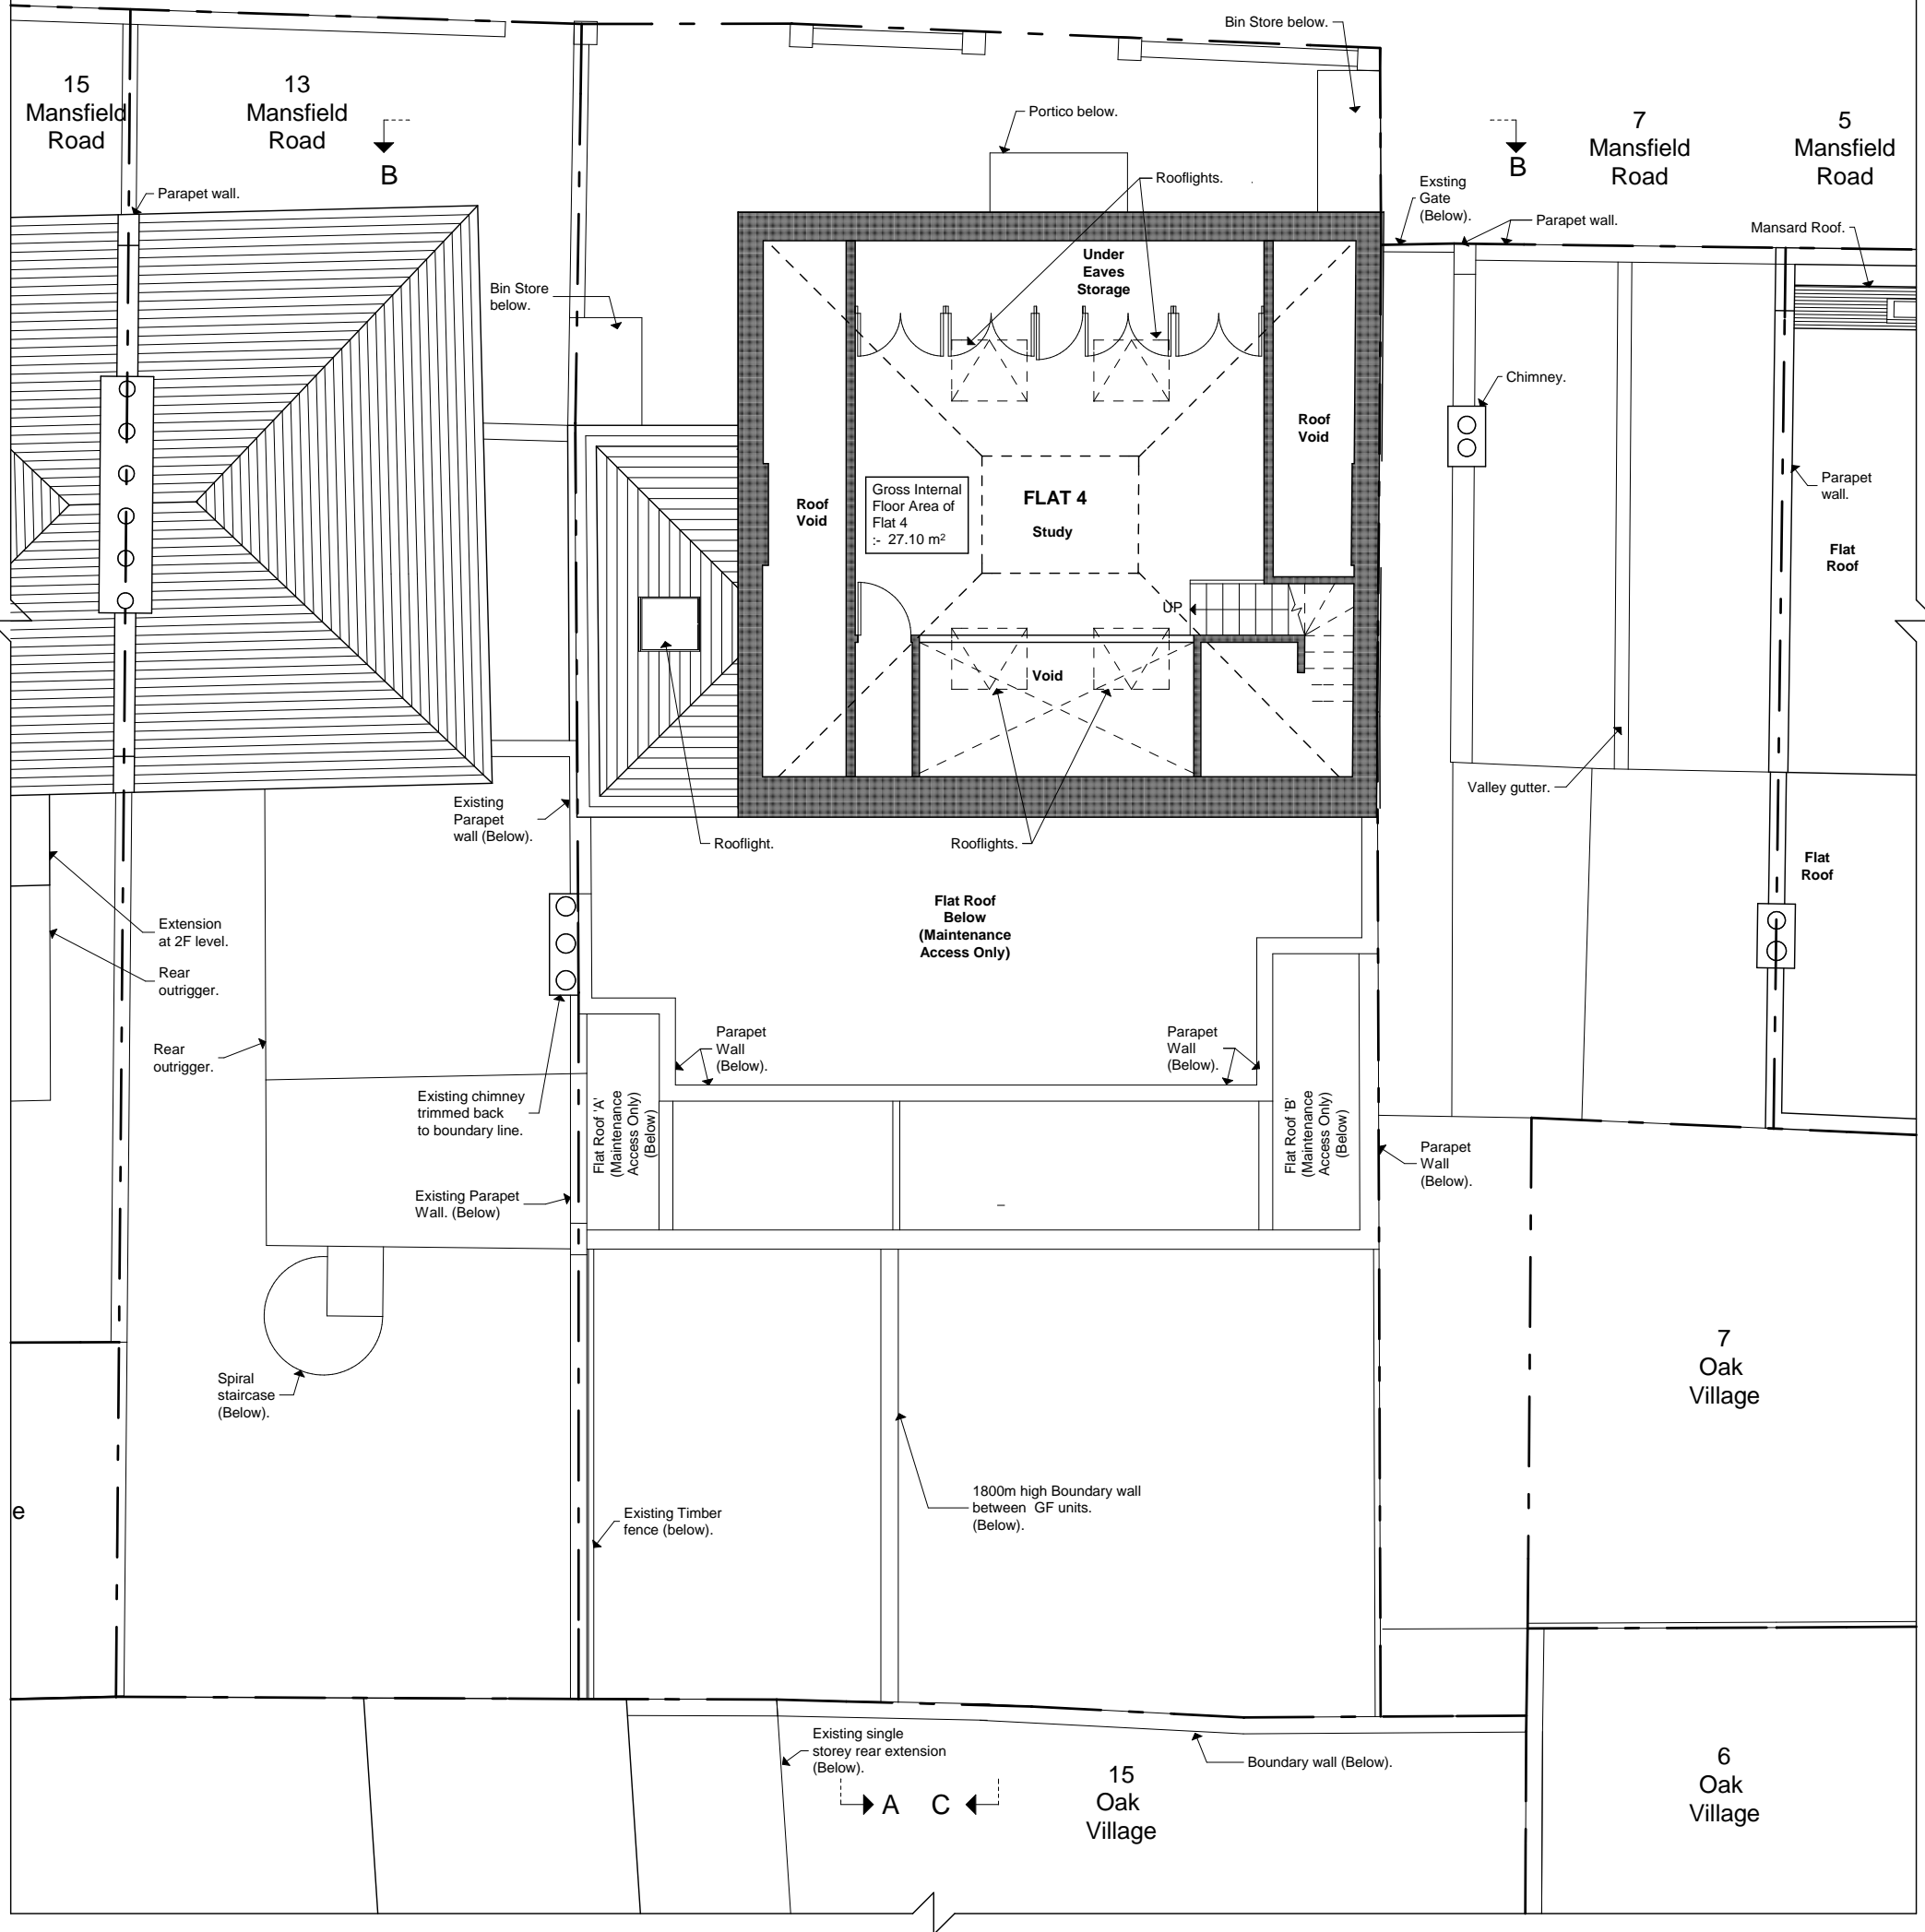 Bin Store below.
15
Mansfield
Road
13
Mansfield
Road
B
Portico below.
B
7
Mansfield
Road
5
Mansfield
Road
Parapet wall.
Rooflights.
Exsting
Gate
(Below).
Parapet wall.
Mansard Roof.
Bin Store
below.
Under
Eaves
Storage
Chimney.
Roof
Void
Roof
Void
Gross Internal
Floor Area of
Flat 4
:- 27.10 m²
FLAT 4
Study
Parapet
wall.
Flat
Roof
UP
Void
Existing
Parapet
wall (Below).
Rooflight.
Rooflights.
Valley gutter.
Flat
Roof
Extension
at 2F level.
Rear
outrigger.
Flat Roof
Below
(Maintenance
Access Only)
Rear
outrigger.
Parapet
Wall
(Below).
Parapet
Wall
(Below).
Existing chimney
trimmed back
to boundary line.
Flat Roof 'A'
(Maintenance
Access Only)
(Below)
Flat Roof 'B'
(Maintenance
Access Only)
(Below)
Parapet
Wall
(Below).
Existing Parapet
Wall. (Below)
Spiral
staircase
(Below).
7
Oak
Village
e
Existing Timber
fence (below).
1800m high Boundary wall
between GF units.
(Below).
Existing single
storey rear extension
(Below).
A
C
15
Oak
Village
Boundary wall (Below).
6
Oak
Village